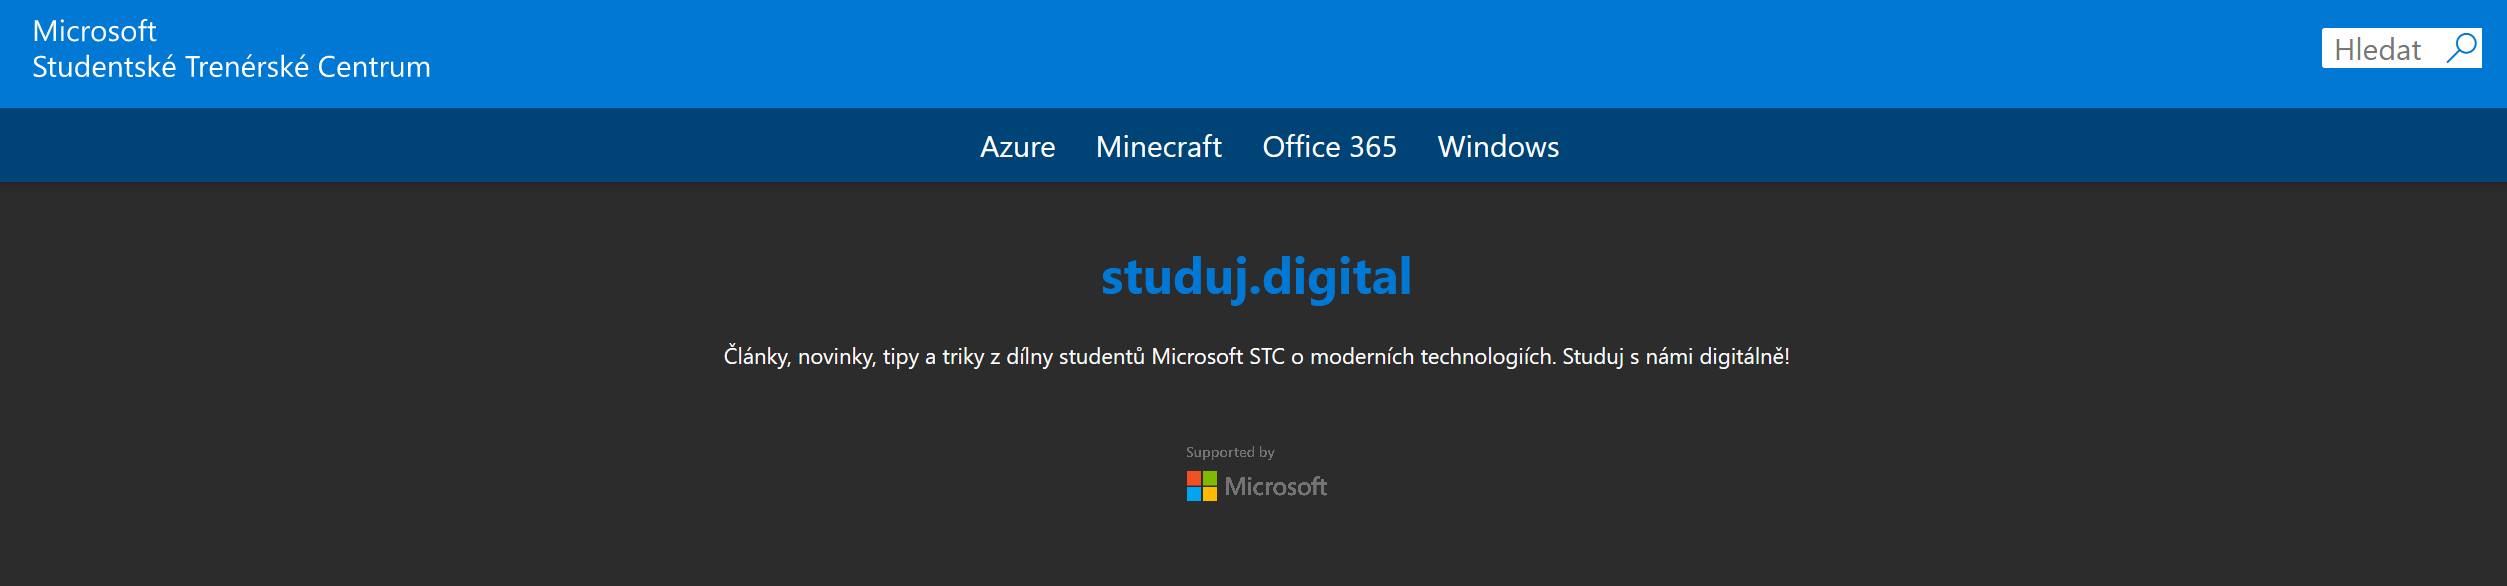 Microsoft
Studentské Trenérské Centrum
Hledat
Azure Minecraft Office 365 Windows
studuj.digital
Články, novinky, tipy a triky z dílny studentů Microsoft STC o moderních technologiích. Studuj s námi digitálně!
Supported by
Microsoft